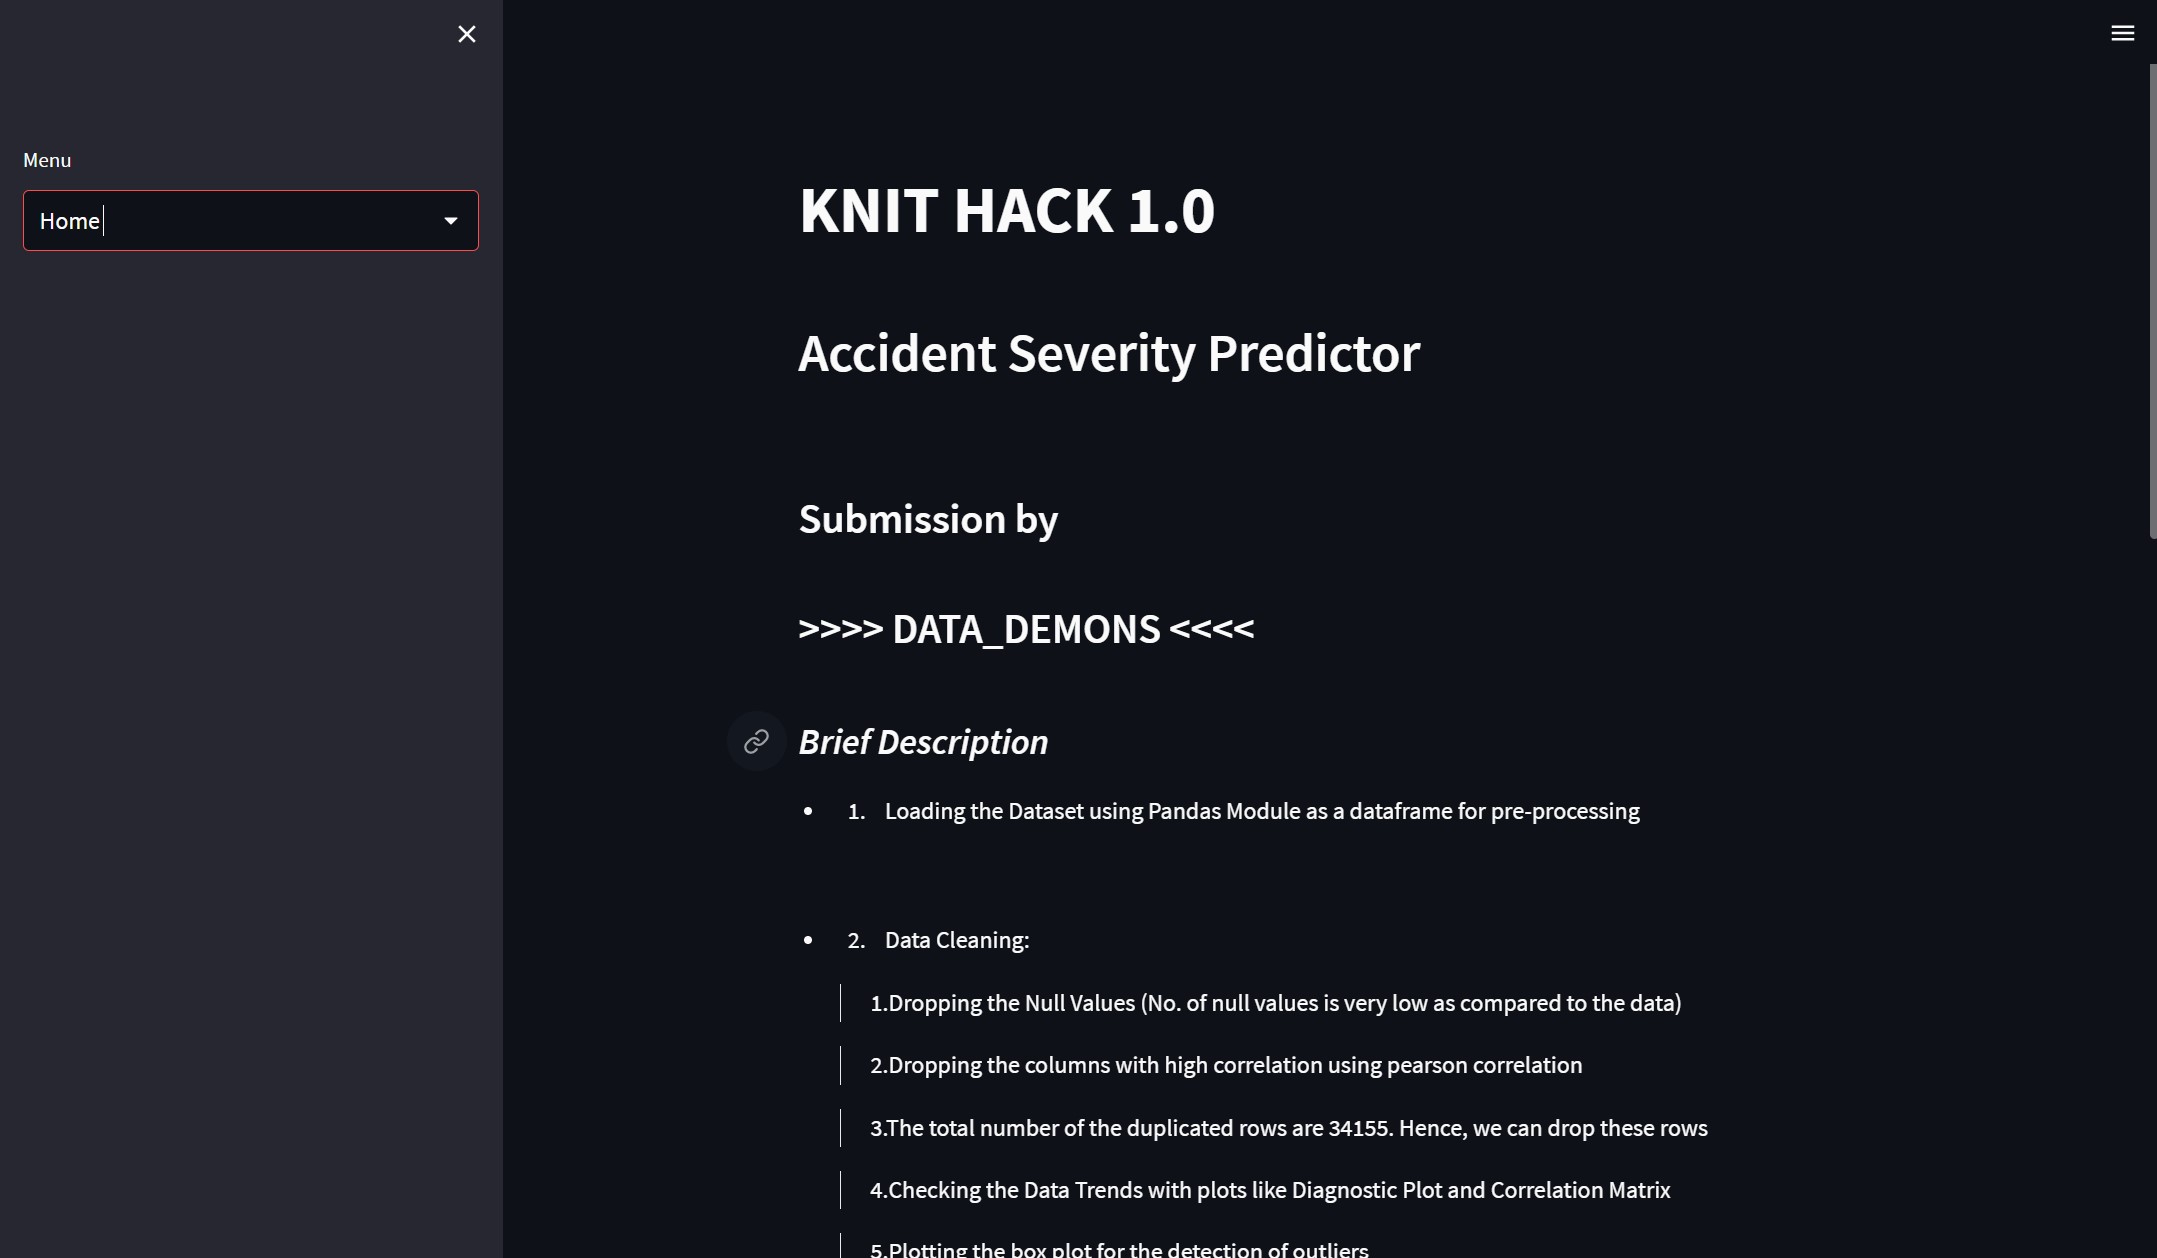 Menu
Home
KNIT HACK 1.0
Accident Severity Predictor
Submission by
>>>> DATA_DEMONS <<<<
Brief Description
• 1. Loading the Dataset using Pandas Module as a dataframe for pre-processing
• 2. Data Cleaning:
1.Dropping the Null Values (No. of null values is very low as compared to the data)
2.Dropping the columns with high correlation using pearson correlation
3.The total number of the duplicated rows are 34155. Hence, we can drop these rows
4.Checking the Data Trends with plots like Diagnostic Plot and Correlation Matrix
5.Plotting the box plot for the detection of outliers